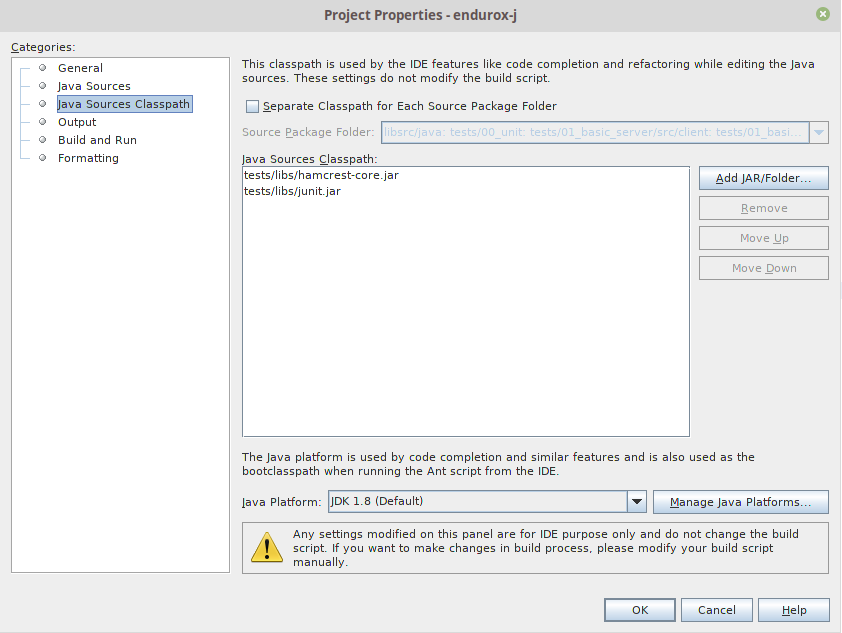 Project Properties - endurox-j
Categories:
General
Java Sources
Java Sources Classpath
Output
Build and Run
Formatting
This classpath is used by the IDE features like code completion and refactoring while editing the Java
sources. These settings do not modify the build script.
Separate Classpath for Each Source Package Folder
Source Package Folder: libsrc/java: tests/00_unit: tests/01_basic_server/src/client: tests/01_basi...
Java Sources Classpath:
tests/libs/hamcrest-core.jar
tests/libs/junit.jar
Add JAR/Folder...
Remove
Move Up
Move Down
The Java platform is used by code completion and similar features and is also used as the
bootclasspath when running the Ant script from the IDE.
Java Platform: JDK 1.8 (Default) Manage Java Platforms...
Any settings modified on this panel are for IDE purpose only and do not change the build
script. If you want to make changes in build process, please modify your build script
manually.
OK Cancel Help